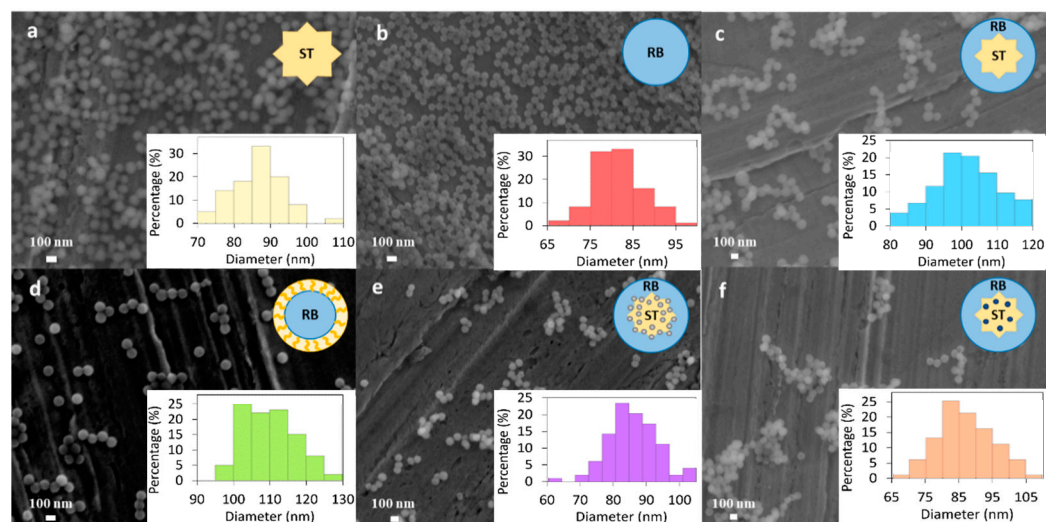 a
ST
Percentage (%)
30
20
10
0
70 80 90 100 110
Diameter (nm)
100 nm
b
RB
Percentage (%)
30
20
10
0
65 75 85 95
Diameter (nm)
100 nm
c
RB
ST
Percentage (%)
25
20
15
10
5
0
80 90 100 110 120
Diameter (nm)
100 nm
d
RB
Percentage (%)
25
20
15
10
5
0
90 100 110 120 130
Diameter (nm)
100 nm
e
RB
ST
Percentage (%)
25
20
15
10
5
0
60 70 80 90 100
Diameter (nm)
100 nm
f
RB
ST
Percentage (%)
25
20
15
10
5
0
65 75 85 95 105
Diameter (nm)
100 nm